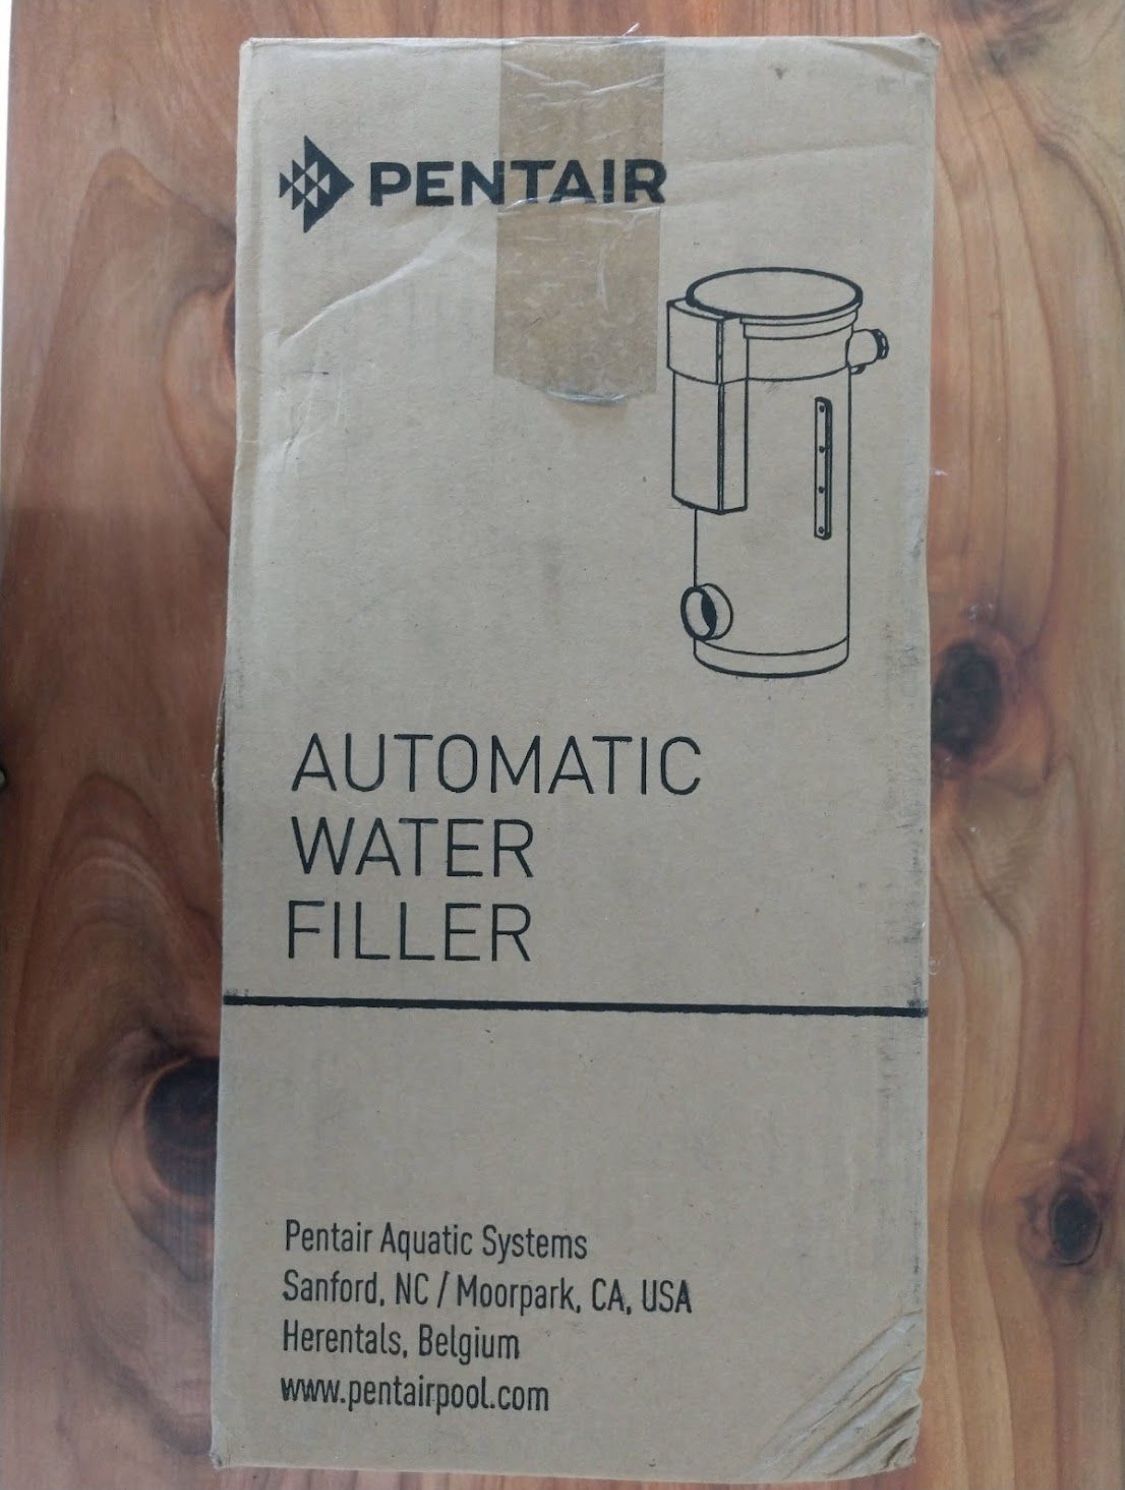 PENTAIR
AUTOMATIC
WATER
FILLER
Pentair Aquatic Systems
Sanford, NC / Moorpark, CA, USA
Herentals, Belgium
www.pentairpool.com